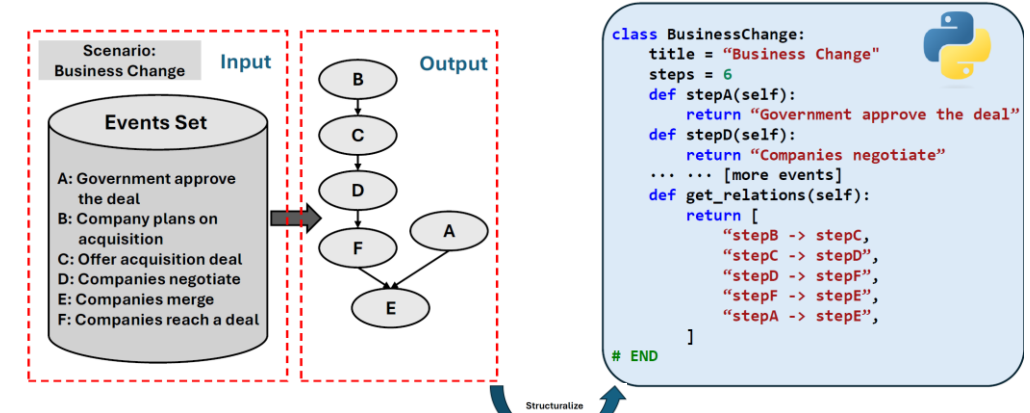 Scenario:
Business Change
Input
Events Set
A: Government approve
the deal
B: Company plans on
acquisition
C: Offer acquisition deal
D: Companies negotiate
E: Companies merge
F: Companies reach a deal
Output
B
C
D
A
F
E
class BusinessChange:
title = “Business Change"
steps = 6
def stepA(self):
return “Government approve the deal”
def stepD(self):
return “Companies negotiate”
... ... [more events]
def get_relations(self):
return [
“stepB -> stepC,
“stepC -> stepD”,
“stepD -> stepF”,
“stepF -> stepE”,
“stepA -> stepE”,
]
# END
Structuralize